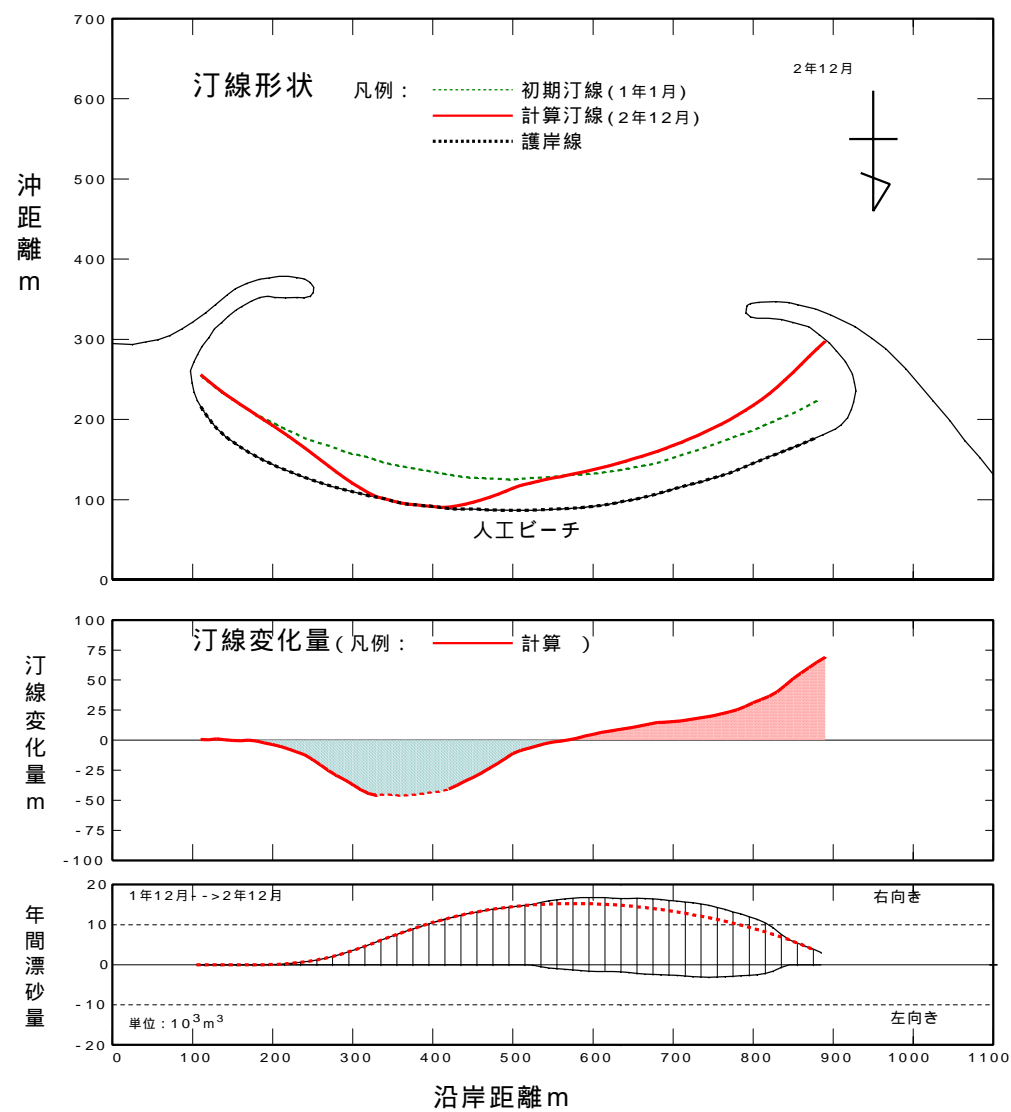 700
600
500
400
300
200
100
0
沖距離m
汀線形状
凡例：
初期汀線(1年1月)
計算汀線(2年12月)
護岸線
2年12月
人工ビーチ
100
75
50
25
0
-25
-50
-75
-100
汀線変化量m
汀線変化量(凡例： 計算 )
20
10
0
-10
-20
年間漂砂量
1年12月-->2年12月
右向き
左向き
単位：10³m³
0 100 200 300 400 500 600 700 800 900 1000 1100
沿岸距離m